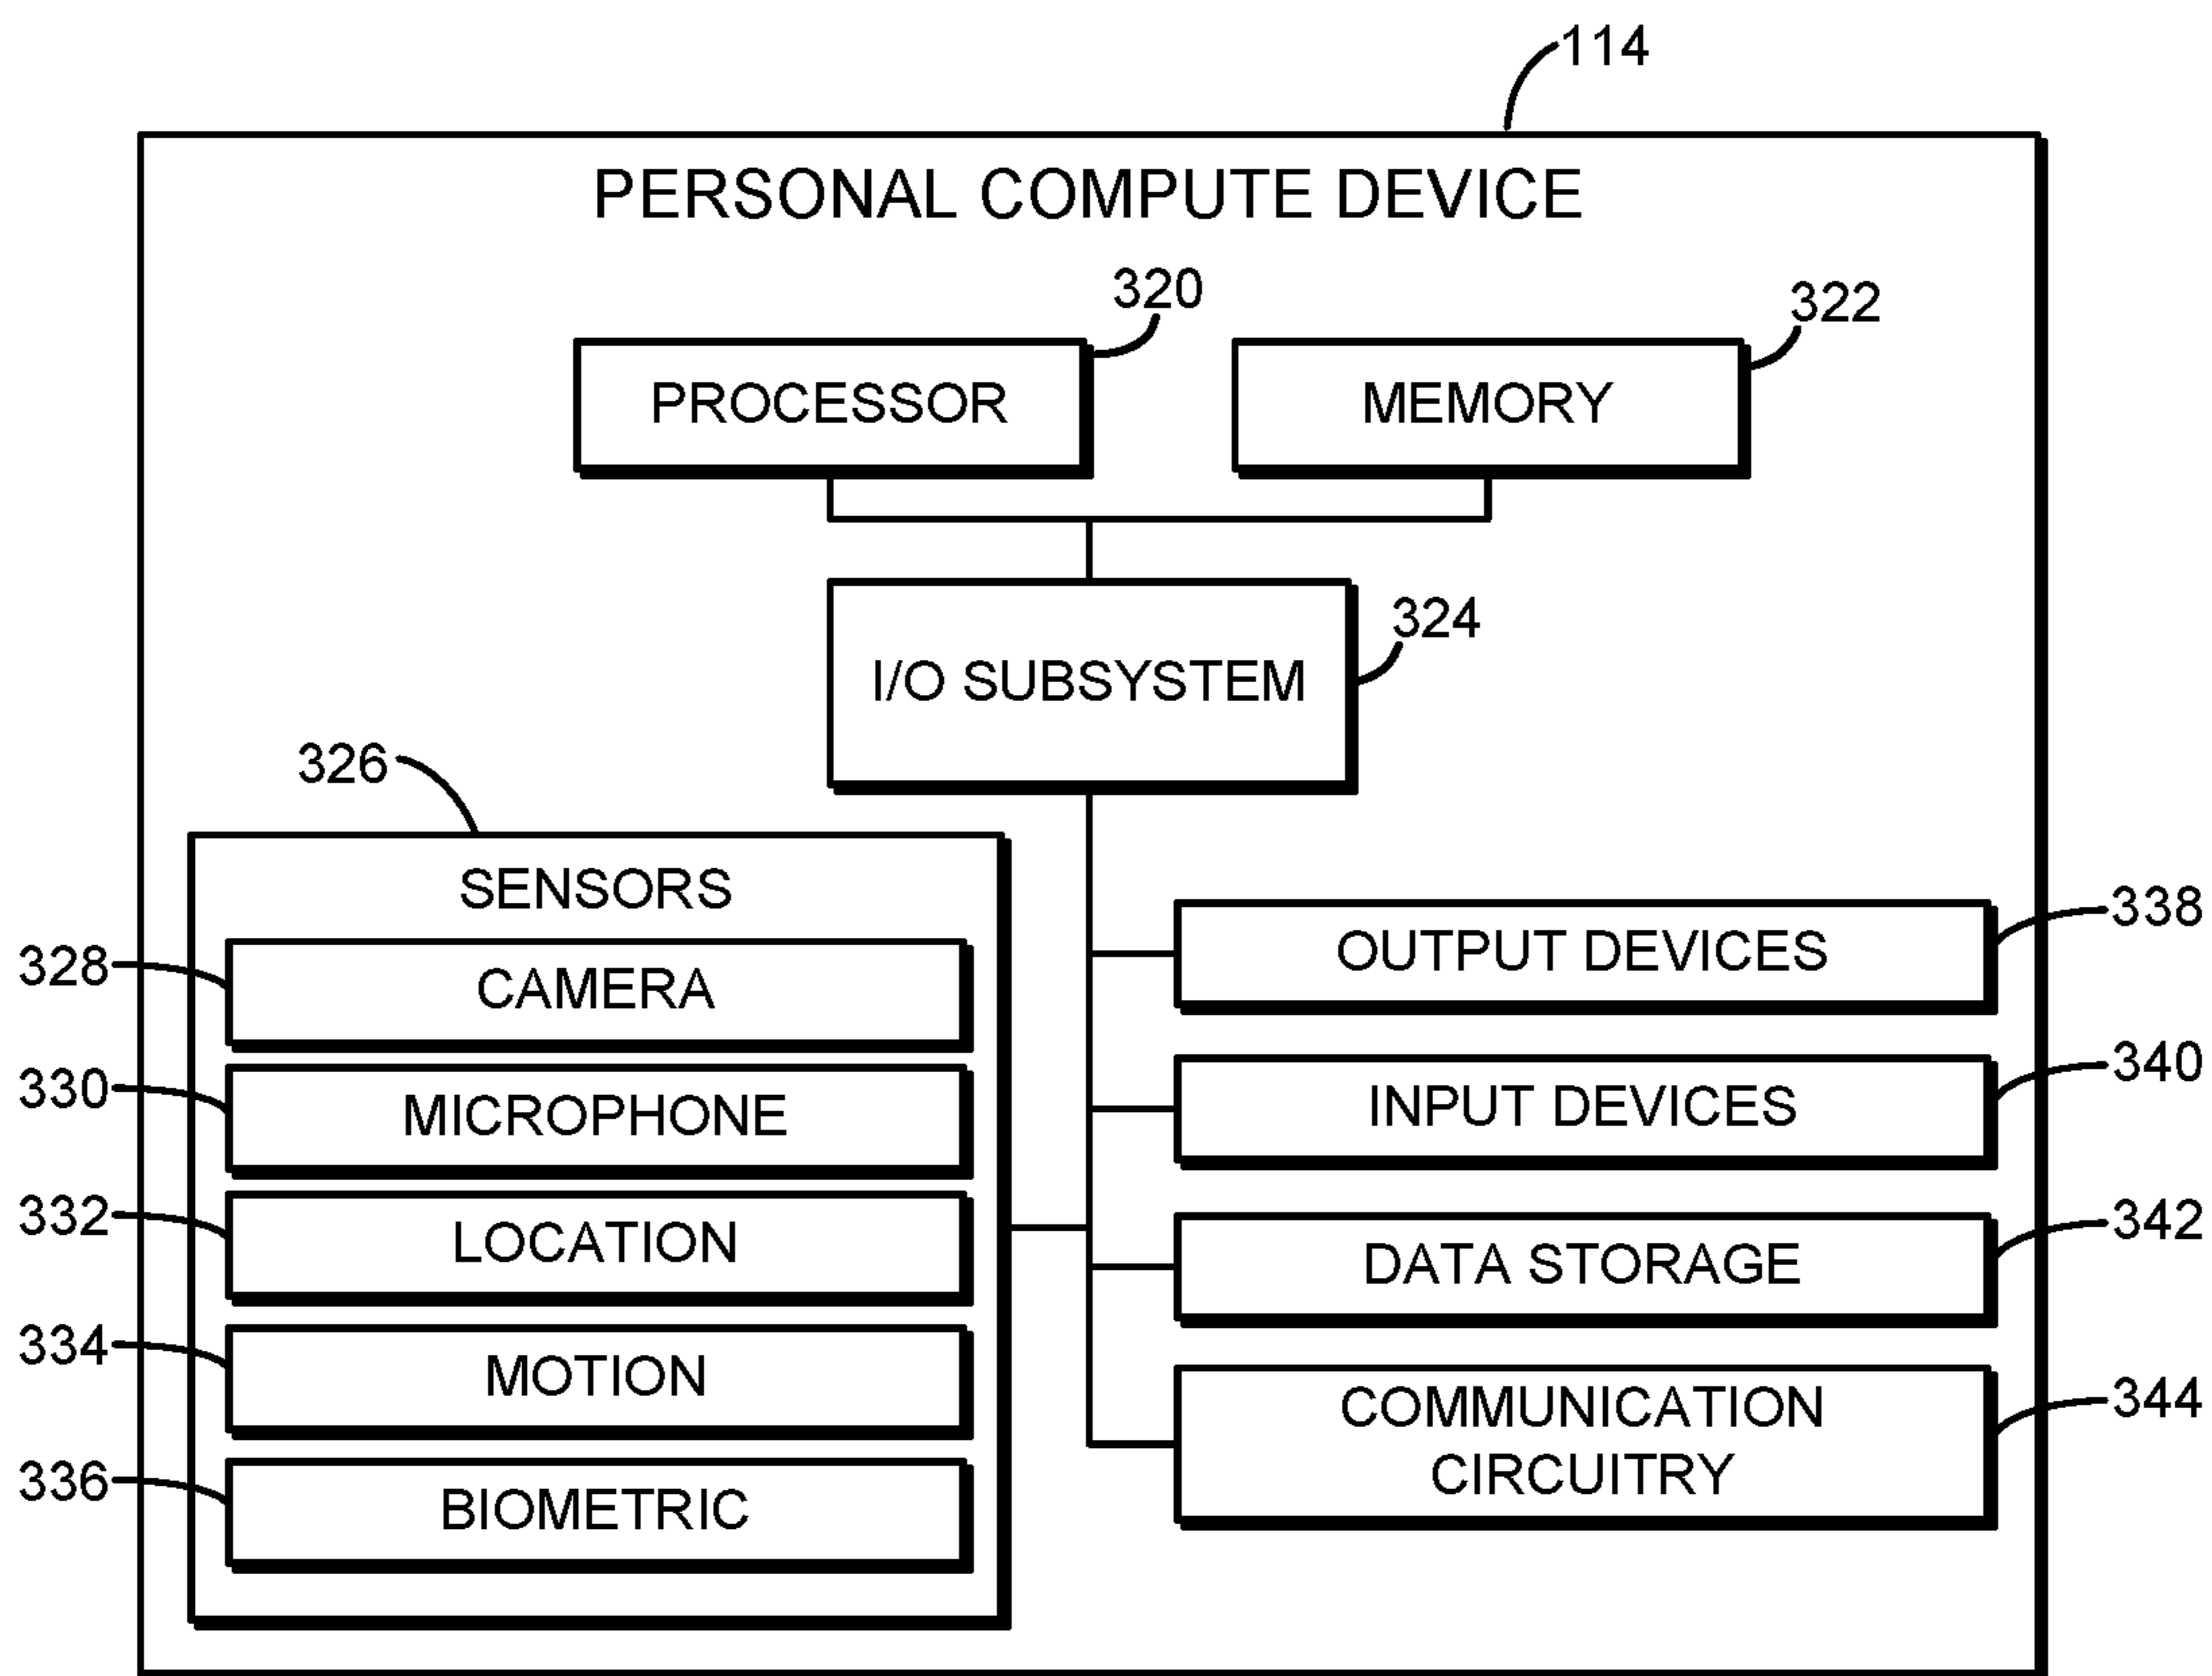 114
PERSONAL COMPUTE DEVICE
320
322
PROCESSOR
MEMORY
324
I/O SUBSYSTEM
326
SENSORS
328
CAMERA
330
MICROPHONE
332
LOCATION
334
MOTION
336
BIOMETRIC
338
OUTPUT DEVICES
340
INPUT DEVICES
342
DATA STORAGE
344
COMMUNICATION
CIRCUITRY